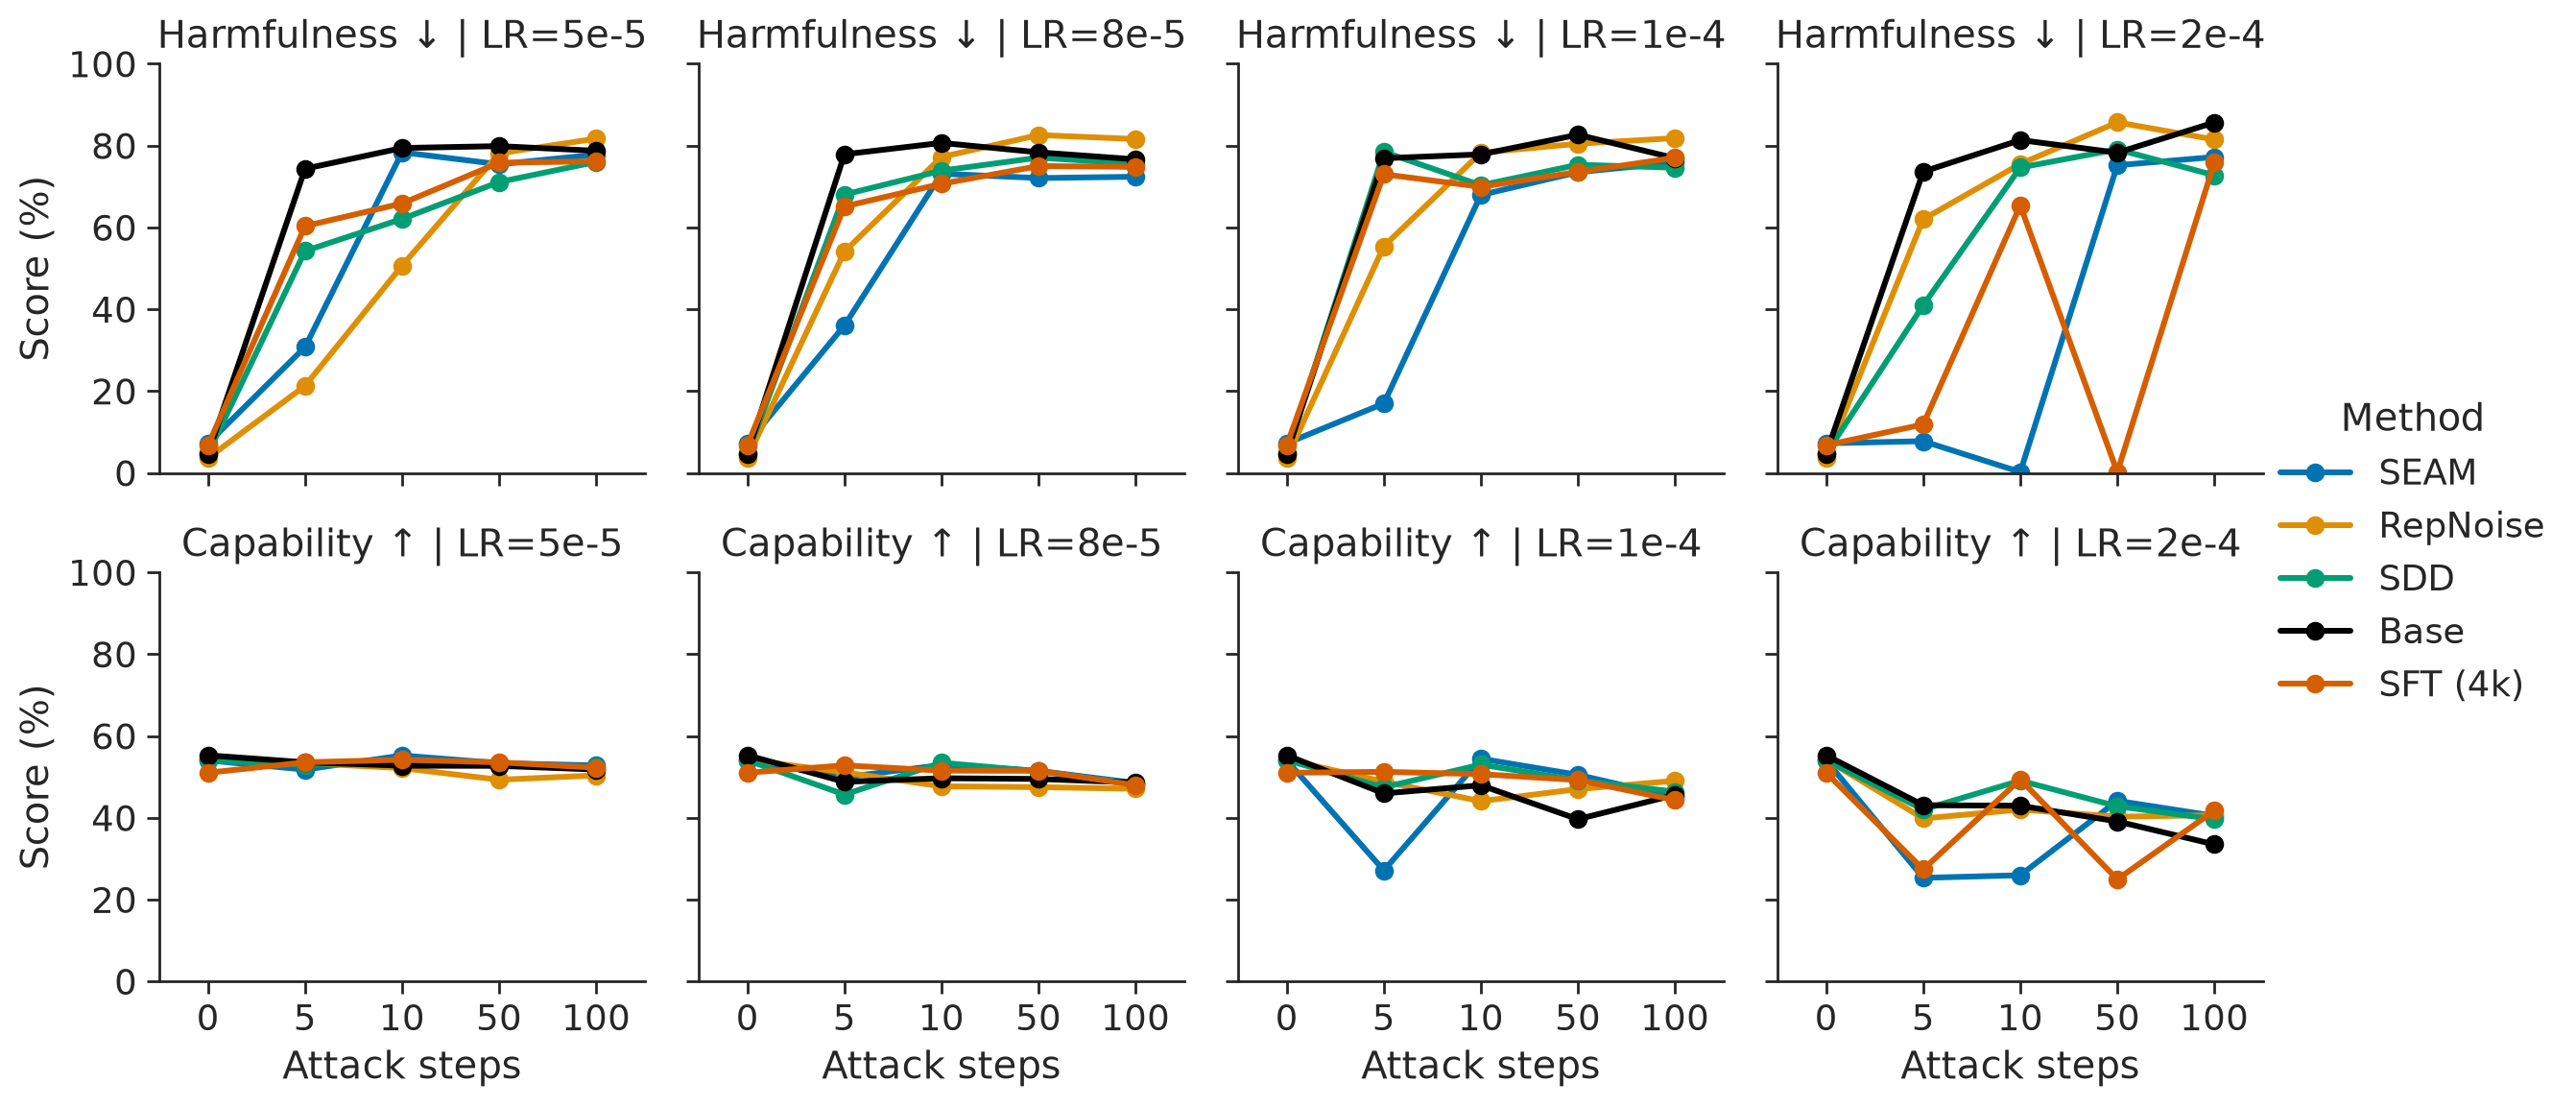 Harmfulness ↓ | LR=5e-5
Harmfulness ↓ | LR=8e-5
Harmfulness ↓ | LR=1e-4
Harmfulness ↓ | LR=2e-4
Score (%)
100
80
60
40
20
0
Capability ↑ | LR=5e-5
Capability ↑ | LR=8e-5
Capability ↑ | LR=1e-4
Capability ↑ | LR=2e-4
Score (%)
100
80
60
40
20
0
0 5 10 50 100
0 5 10 50 100
0 5 10 50 100
0 5 10 50 100
Attack steps
Attack steps
Attack steps
Attack steps
Method
SEAM
RepNoise
SDD
Base
SFT (4k)